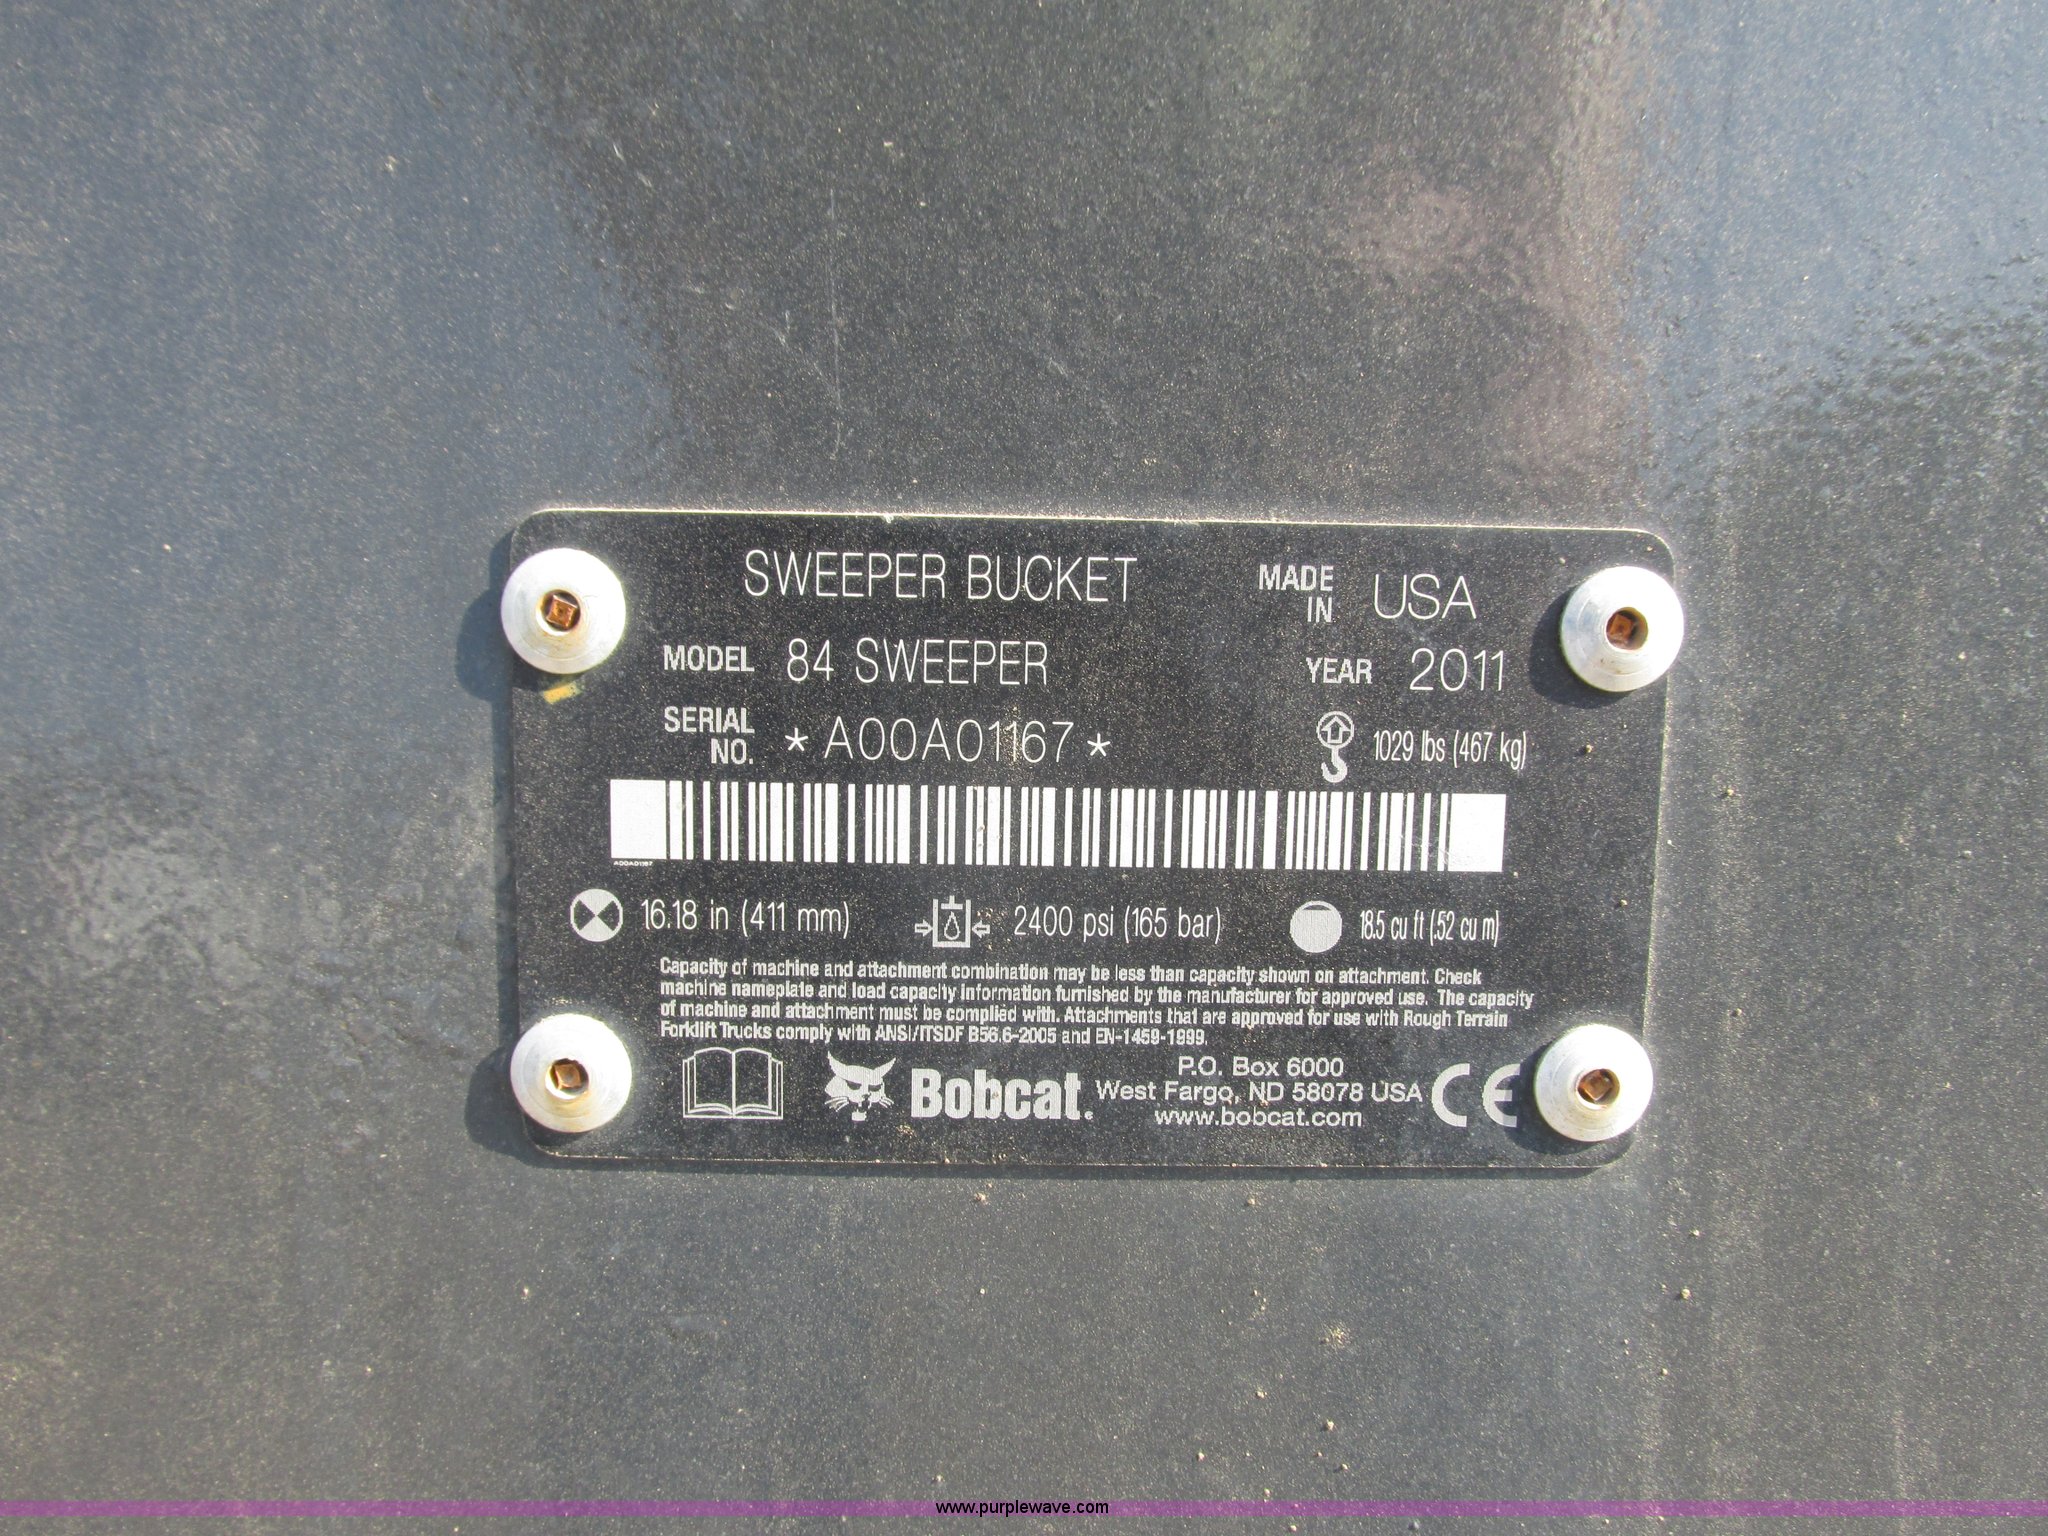 SWEEPER BUCKET
MADE IN USA
MODEL 84 SWEEPER
YEAR 2011
SERIAL NO. *A00A01167*
1029 lbs (467 kg)
A00A01167
16.18 in (411 mm)
2400 psi (165 bar)
18.5 cu ft (.52 cu m)
Capacity of machine and attachment combination may be less than capacity shown on attachment. Check
machine nameplate and load capacity information furnished by the manufacturer for approved use. The capacity
of machine and attachment must be complied with. Attachments that are approved for use with Rough Terrain
Forklift Trucks comply with ANSI/ITSDF B56.6-2005 and EN-1459-1999.
Bobcat.
P.O. Box 6000
West Fargo, ND 58078 USA
www.bobcat.com
CE
www.purplewave.com